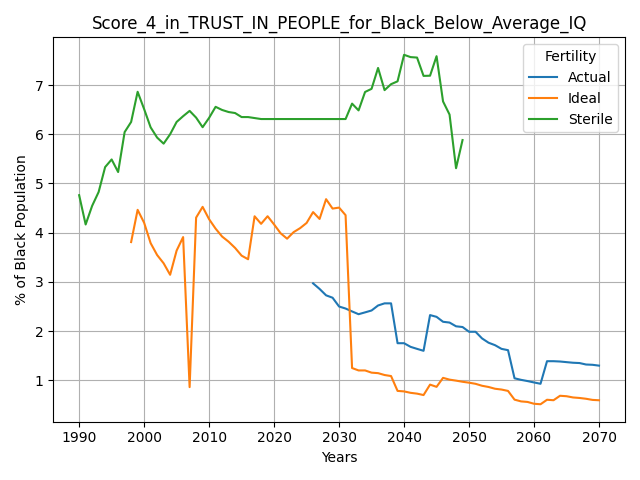 Score_4_in_TRUST_IN_PEOPLE_for_Black_Below_Average_IQ
Fertility
Actual
Ideal
Sterile
% of Black Population
7
6
5
4
3
2
1
1990 2000 2010 2020 2030 2040 2050 2060 2070
Years